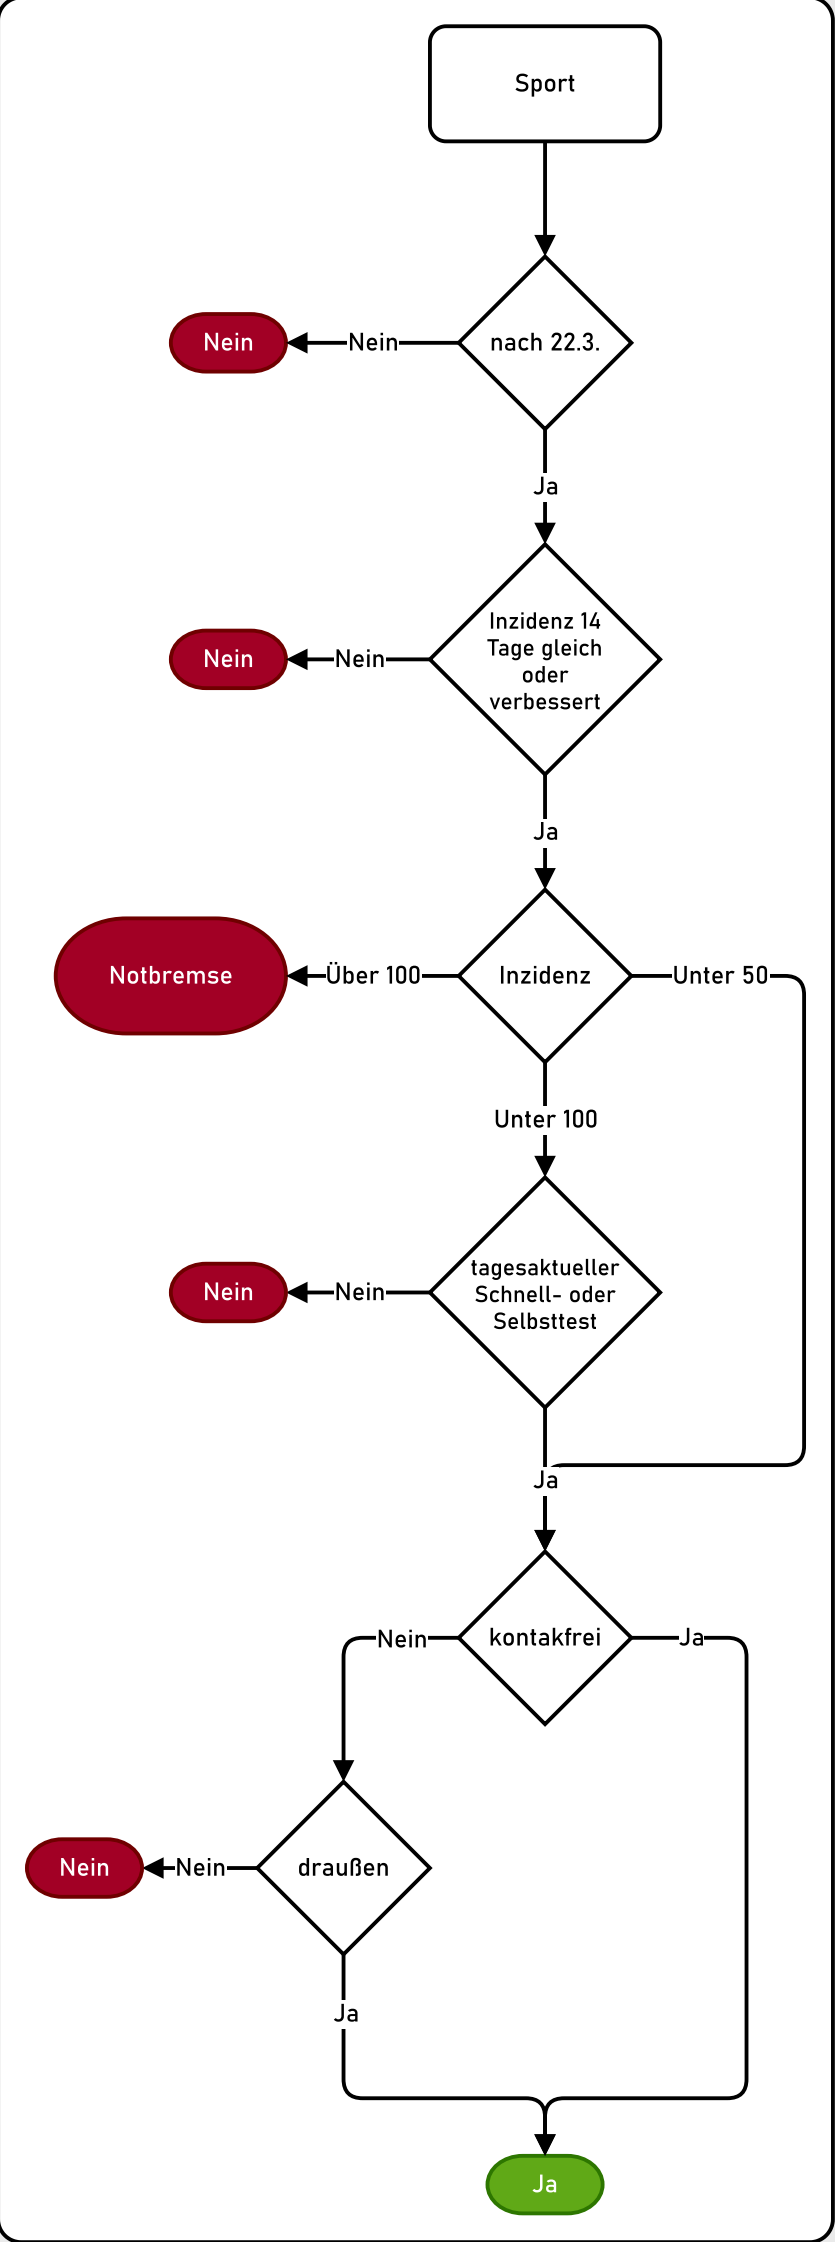 Sport
nach 22.3.
Nein
Nein
Ja
Inzidenz 14
Tage gleich
oder
verbessert
Nein
Nein
Ja
Inzidenz
Über 100
Notbremse
Unter 50
Unter 100
tagesaktueller
Schnell- oder
Selbsttest
Nein
Nein
Ja
kontakfrei
Nein
Ja
draußen
Nein
Nein
Ja
Ja